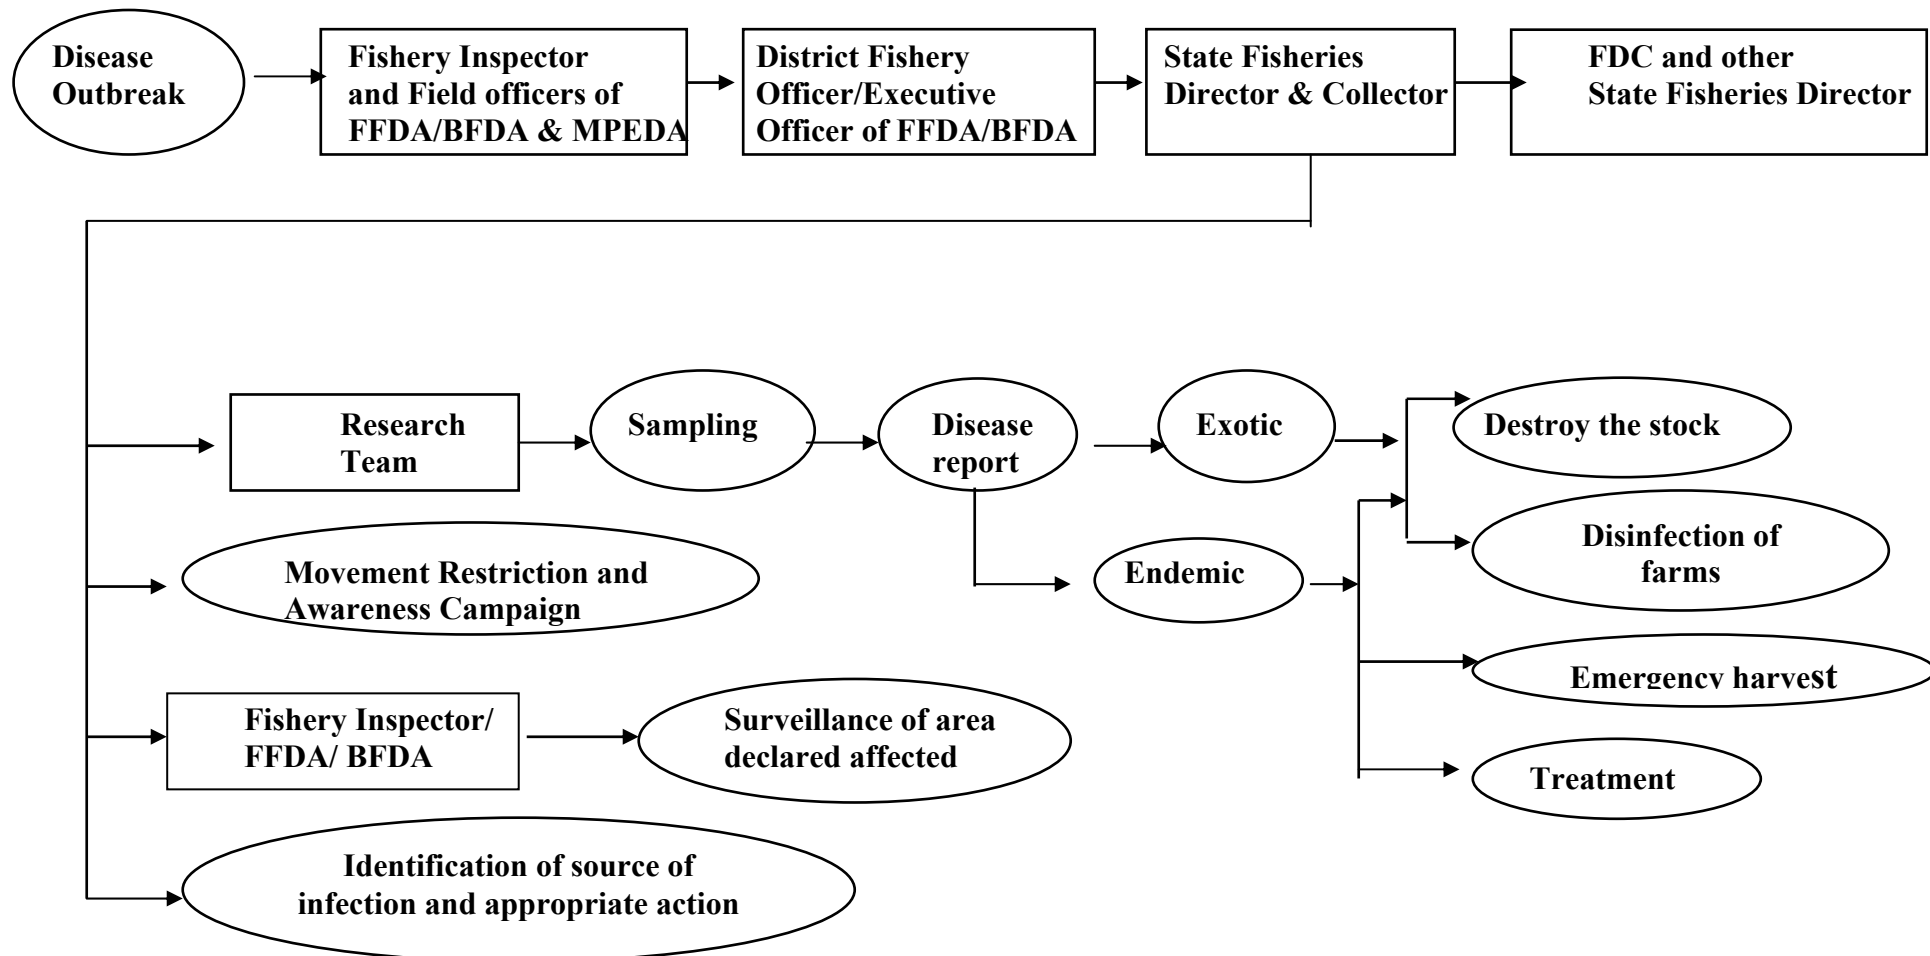 Disease
Outbreak
Fishery Inspector
and Field officers of
FFDA/BFDA & MPEDA
District Fishery
Officer/Executive
Officer of FFDA/BFDA
State Fisheries
Director & Collector
FDC and other
State Fisheries Director
Research
Team
Sampling
Disease
report
Exotic
Destroy the stock
Disinfection of
farms
Endemic
Movement Restriction and
Awareness Campaign
Emergency harvest
Fishery Inspector/
FFDA/ BFDA
Surveillance of area
declared affected
Treatment
Identification of source of
infection and appropriate action